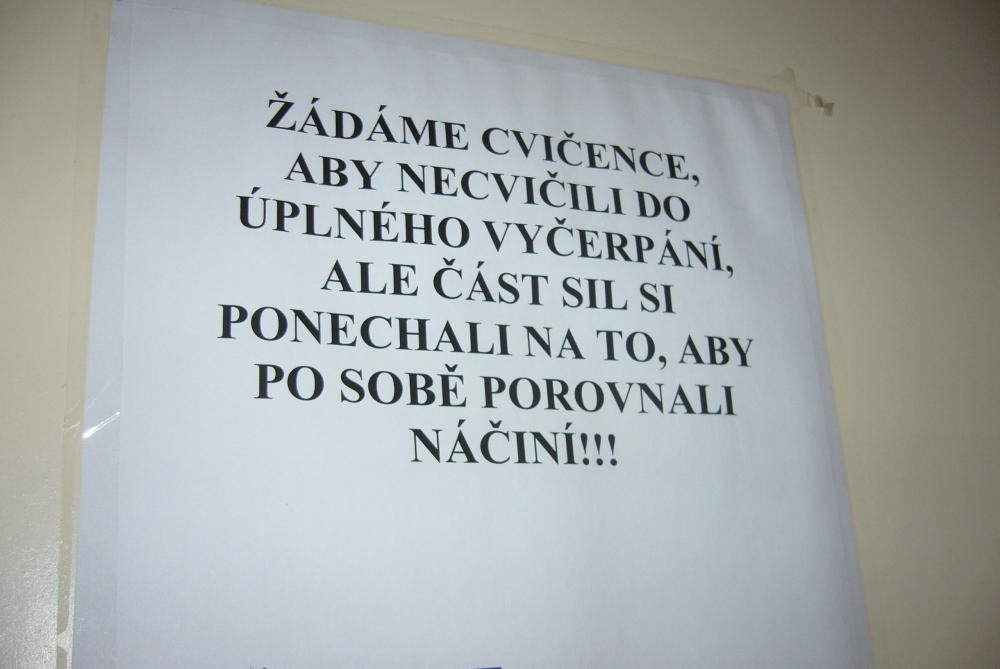 ŽÁDÁME CVIČENCE,
ABY NECVIČILI DO
ÚPLNÉHO VYČERPÁNÍ,
ALE ČÁST SIL SI
PONECHALI NA TO, ABY
PO SOBĚ POROVNALI
NÁČINÍ!!!